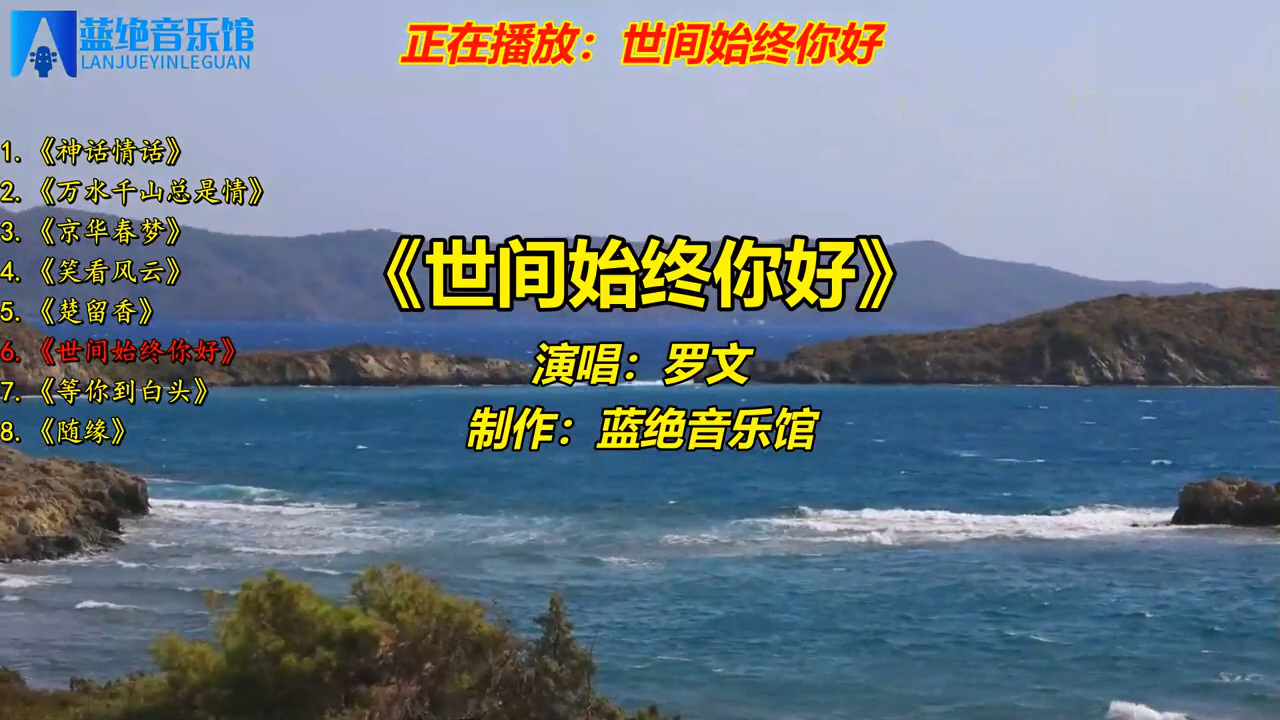 蓝绝音乐馆
LANJUEYINLEGUAN
正在播放：世间始终你好
1.《神话情话》
2.《万水千山总是情》
3.《京华春梦》
4.《笑看风云》
5.《楚留香》
6.《世间始终你好》
7.《等你到白头》
8.《随缘》
《世间始终你好》
演唱：罗文
制作：蓝绝音乐馆